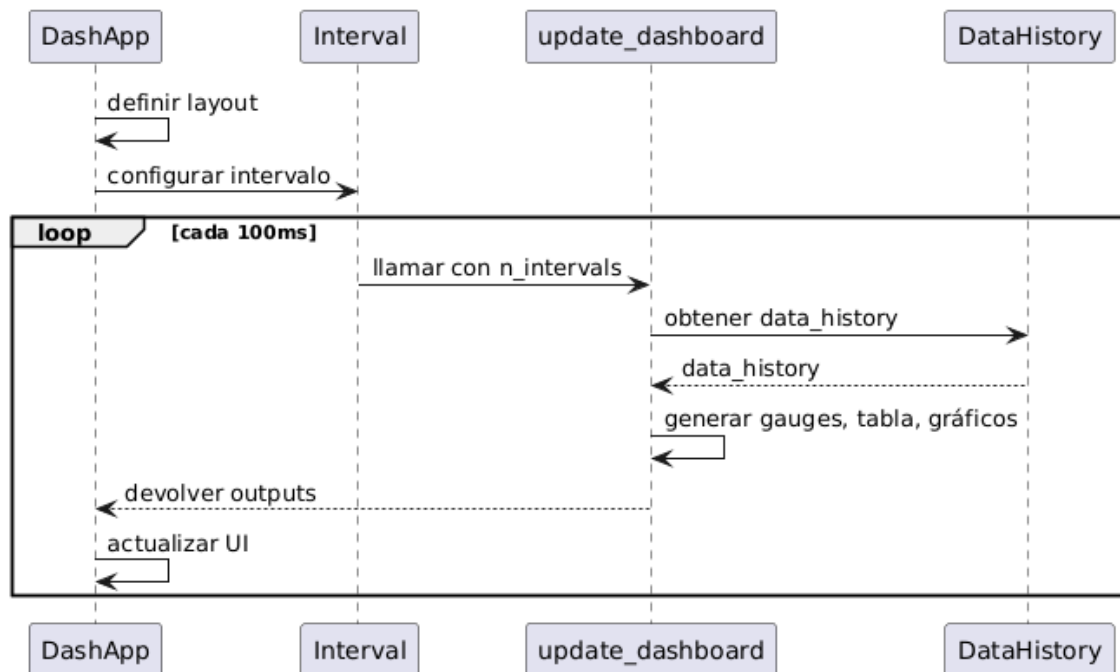 DashApp Interval update_dashboard DataHistory
definir layout
configurar intervalo
loop [cada 100ms]
llamar con n_intervals
obtener data_history
data_history
generar gauges, tabla, gráficos
devolver outputs
actualizar UI
DashApp Interval update_dashboard DataHistory